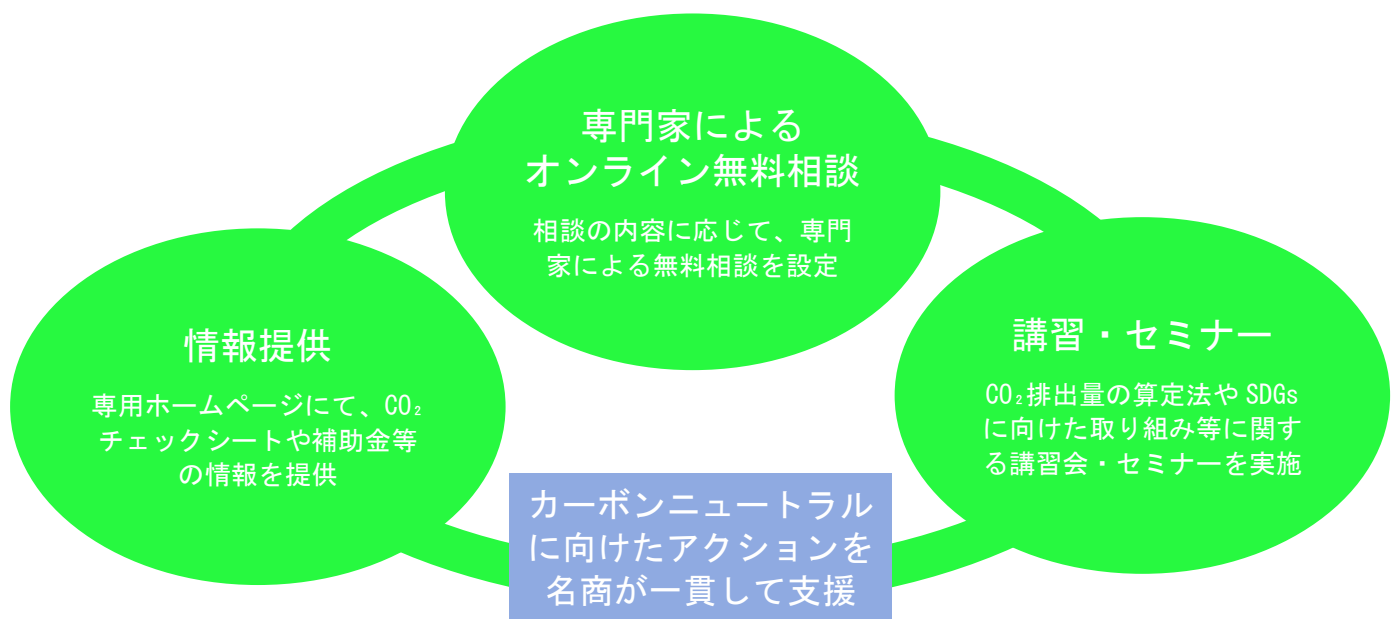 専門家による
オンライン無料相談
相談の内容に応じて、専門
家による無料相談を設定
情報提供
専用ホームページにて、CO₂
チェックシートや補助金等
の情報を提供
講習・セミナー
CO₂排出量の算定法や SDGs
に向けた取り組み等に関す
る講習会・セミナーを実施
カーボンニュートラル
に向けたアクションを
名商が一貫して支援